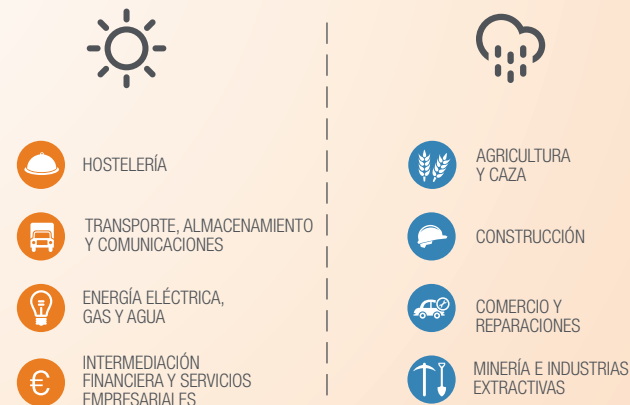 HOSTELERÍA
TRANSPORTE, ALMACENAMIENTO
Y COMUNICACIONES
ENERGÍA ELÉCTRICA,
GAS Y AGUA
€
INTERMEDIACIÓN
FINANCIERA Y SERVICIOS
EMPRESARIALES
AGRICULTURA
Y CAZA
CONSTRUCCIÓN
COMERCIO Y
REPARACIONES
MINERÍA E INDUSTRIAS
EXTRACTIVAS